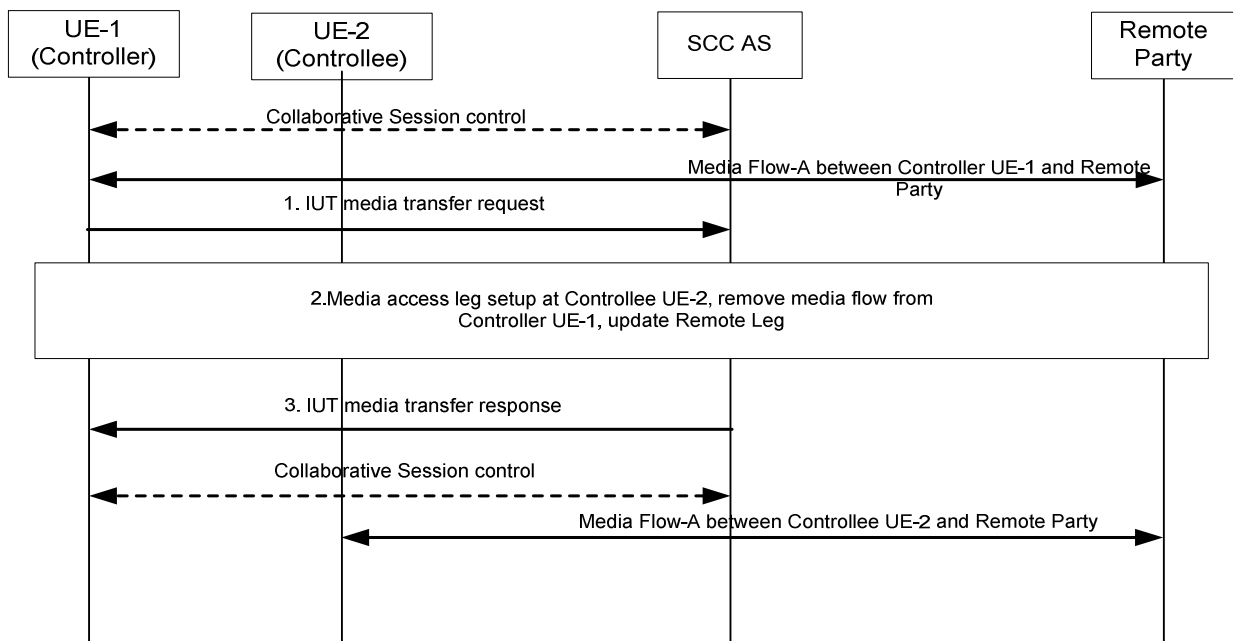 UE-1
(Controller)
UE-2
(Controllee)
SCC AS
Remote
Party
Collaborative Session control
Media Flow-A between Controller UE-1 and Remote
Party
1. IUT media transfer request
2.Media access leg setup at Controllee UE-2, remove media flow from
Controller UE-1, update Remote Leg
3. IUT media transfer response
Collaborative Session control
Media Flow-A between Controllee UE-2 and Remote Party